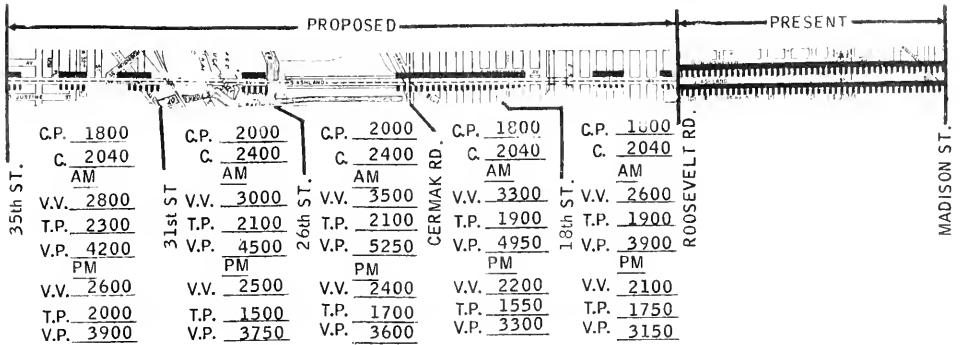 PROPOSED PRESENT
ASHLAND ASHLAND
JUSTINE
35th ST.
C.P. 1800
C. 2040
AM
V.V. 2800
T.P. 2300
V.P. 4200
PM
V.V. 2600
T.P. 2000
V.P. 3900
31st ST
C.P. 2000
C. 2400
AM
V.V. 3000
T.P. 2100
V.P. 4500
PM
V.V. 2500
T.P. 1500
V.P. 3750
26th ST.
C.P. 2000
C. 2400
AM
V.V. 3500
T.P. 2100
V.P. 5250
PM
V.V. 2400
T.P. 1700
V.P. 3600
CERMAK RD.
C.P. 1800
C. 2040
AM
V.V. 3300
T.P. 1900
V.P. 4950
PM
V.V. 2200
T.P. 1550
V.P. 3300
18th ST.
C.P. 1800
C. 2040
AM
V.V. 2600
T.P. 1900
V.P. 3900
PM
V.V. 2100
T.P. 1750
V.P. 3150
ROOSEVELT RD.
MADISON ST.